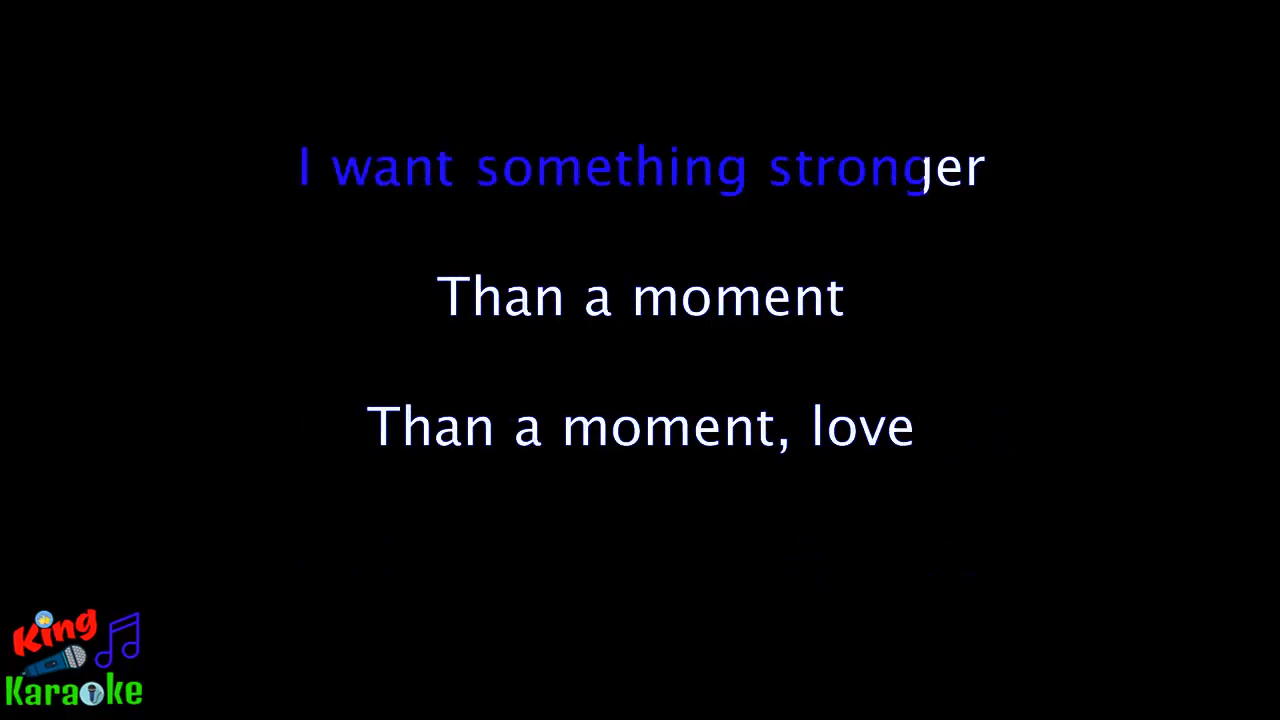 I want something stronger
Than a moment
Than a moment, love
King
Karaoke